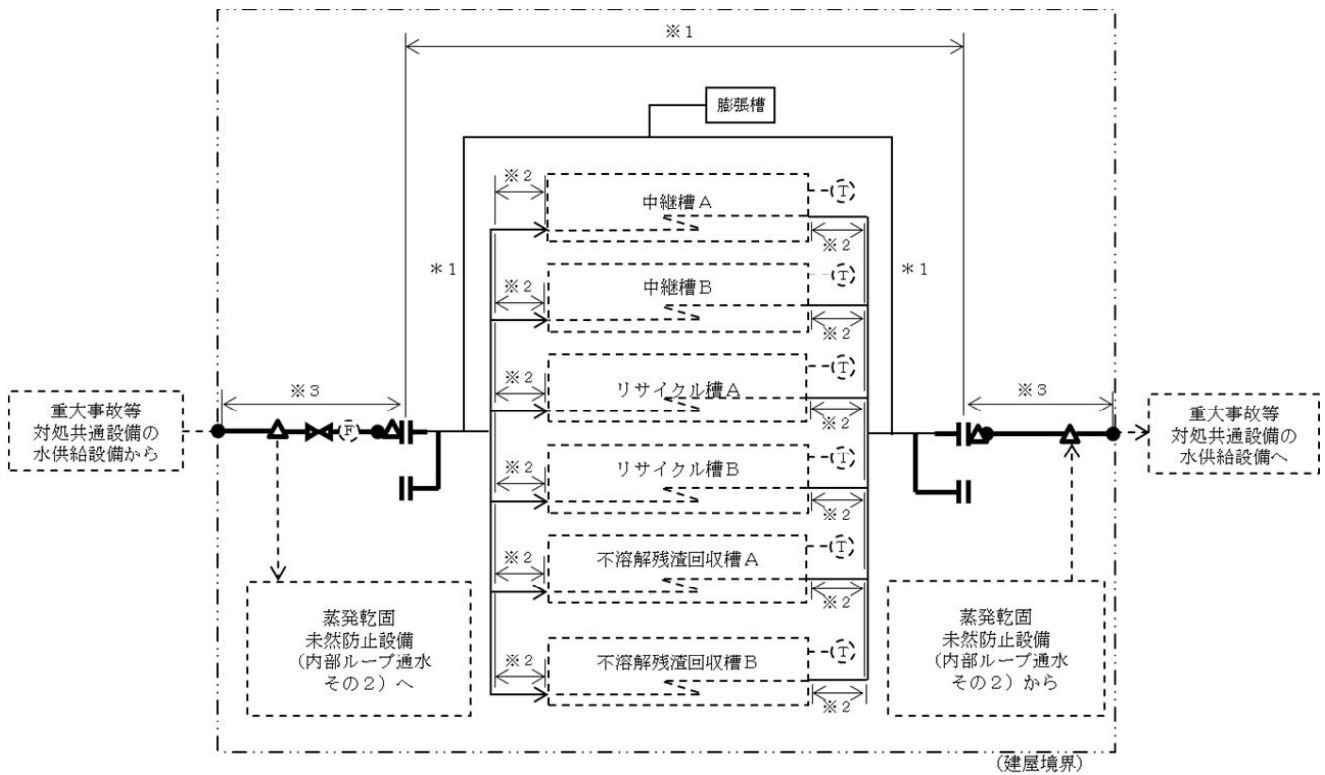 ※1
膨張槽
※2
中継槽A
T
※2
*1
*1
※2
中継槽B
T
※2
※2
リサイクル槽A
T
※2
重大事故等
対処共通設備の
水供給設備から
※3
F
※3
重大事故等
対処共通設備の
水供給設備へ
※2
リサイクル槽B
T
※2
※2
不溶解残渣回収槽A
T
※2
蒸発乾固
未然防止設備
(内部ループ通水
その2)へ
蒸発乾固
未然防止設備
(内部ループ通水
その2)から
※2
不溶解残渣回収槽B
T
※2
(建屋境界)